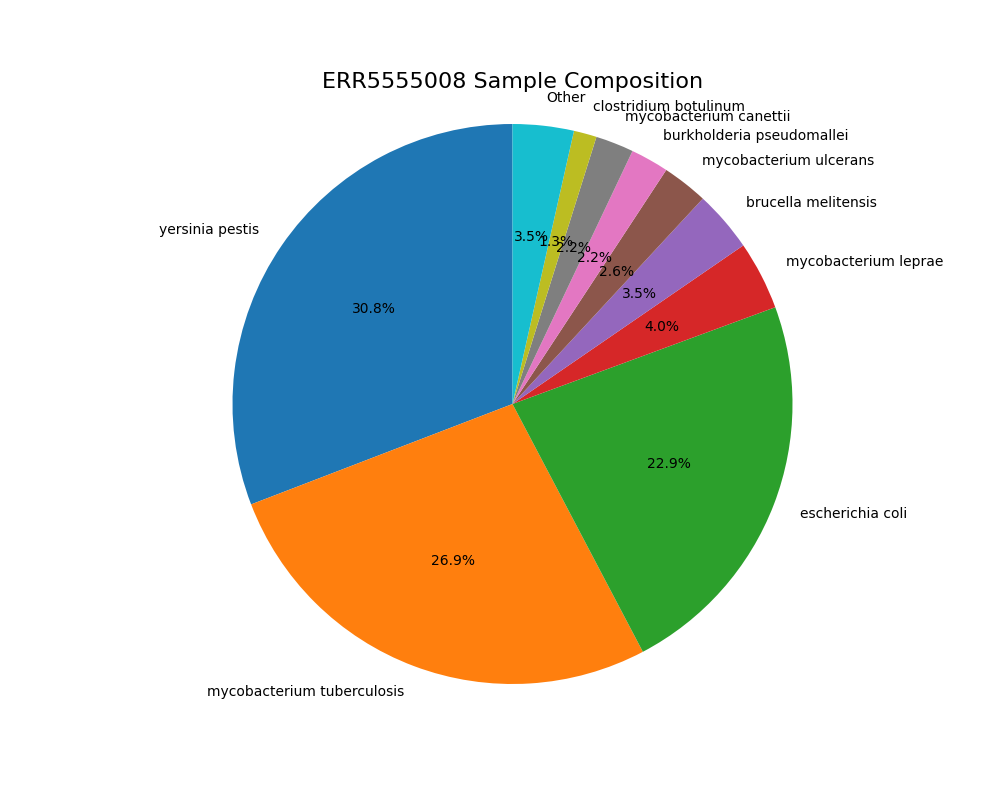 ERR5555008 Sample Composition
Other
clostridium botulinum
mycobacterium canettii
burkholderia pseudomallei
mycobacterium ulcerans
brucella melitensis
yersinia pestis
mycobacterium leprae
3.5%
1.3%
2.2%
2.2%
2.6%
3.5%
30.8%
4.0%
22.9%
escherichia coli
26.9%
mycobacterium tuberculosis